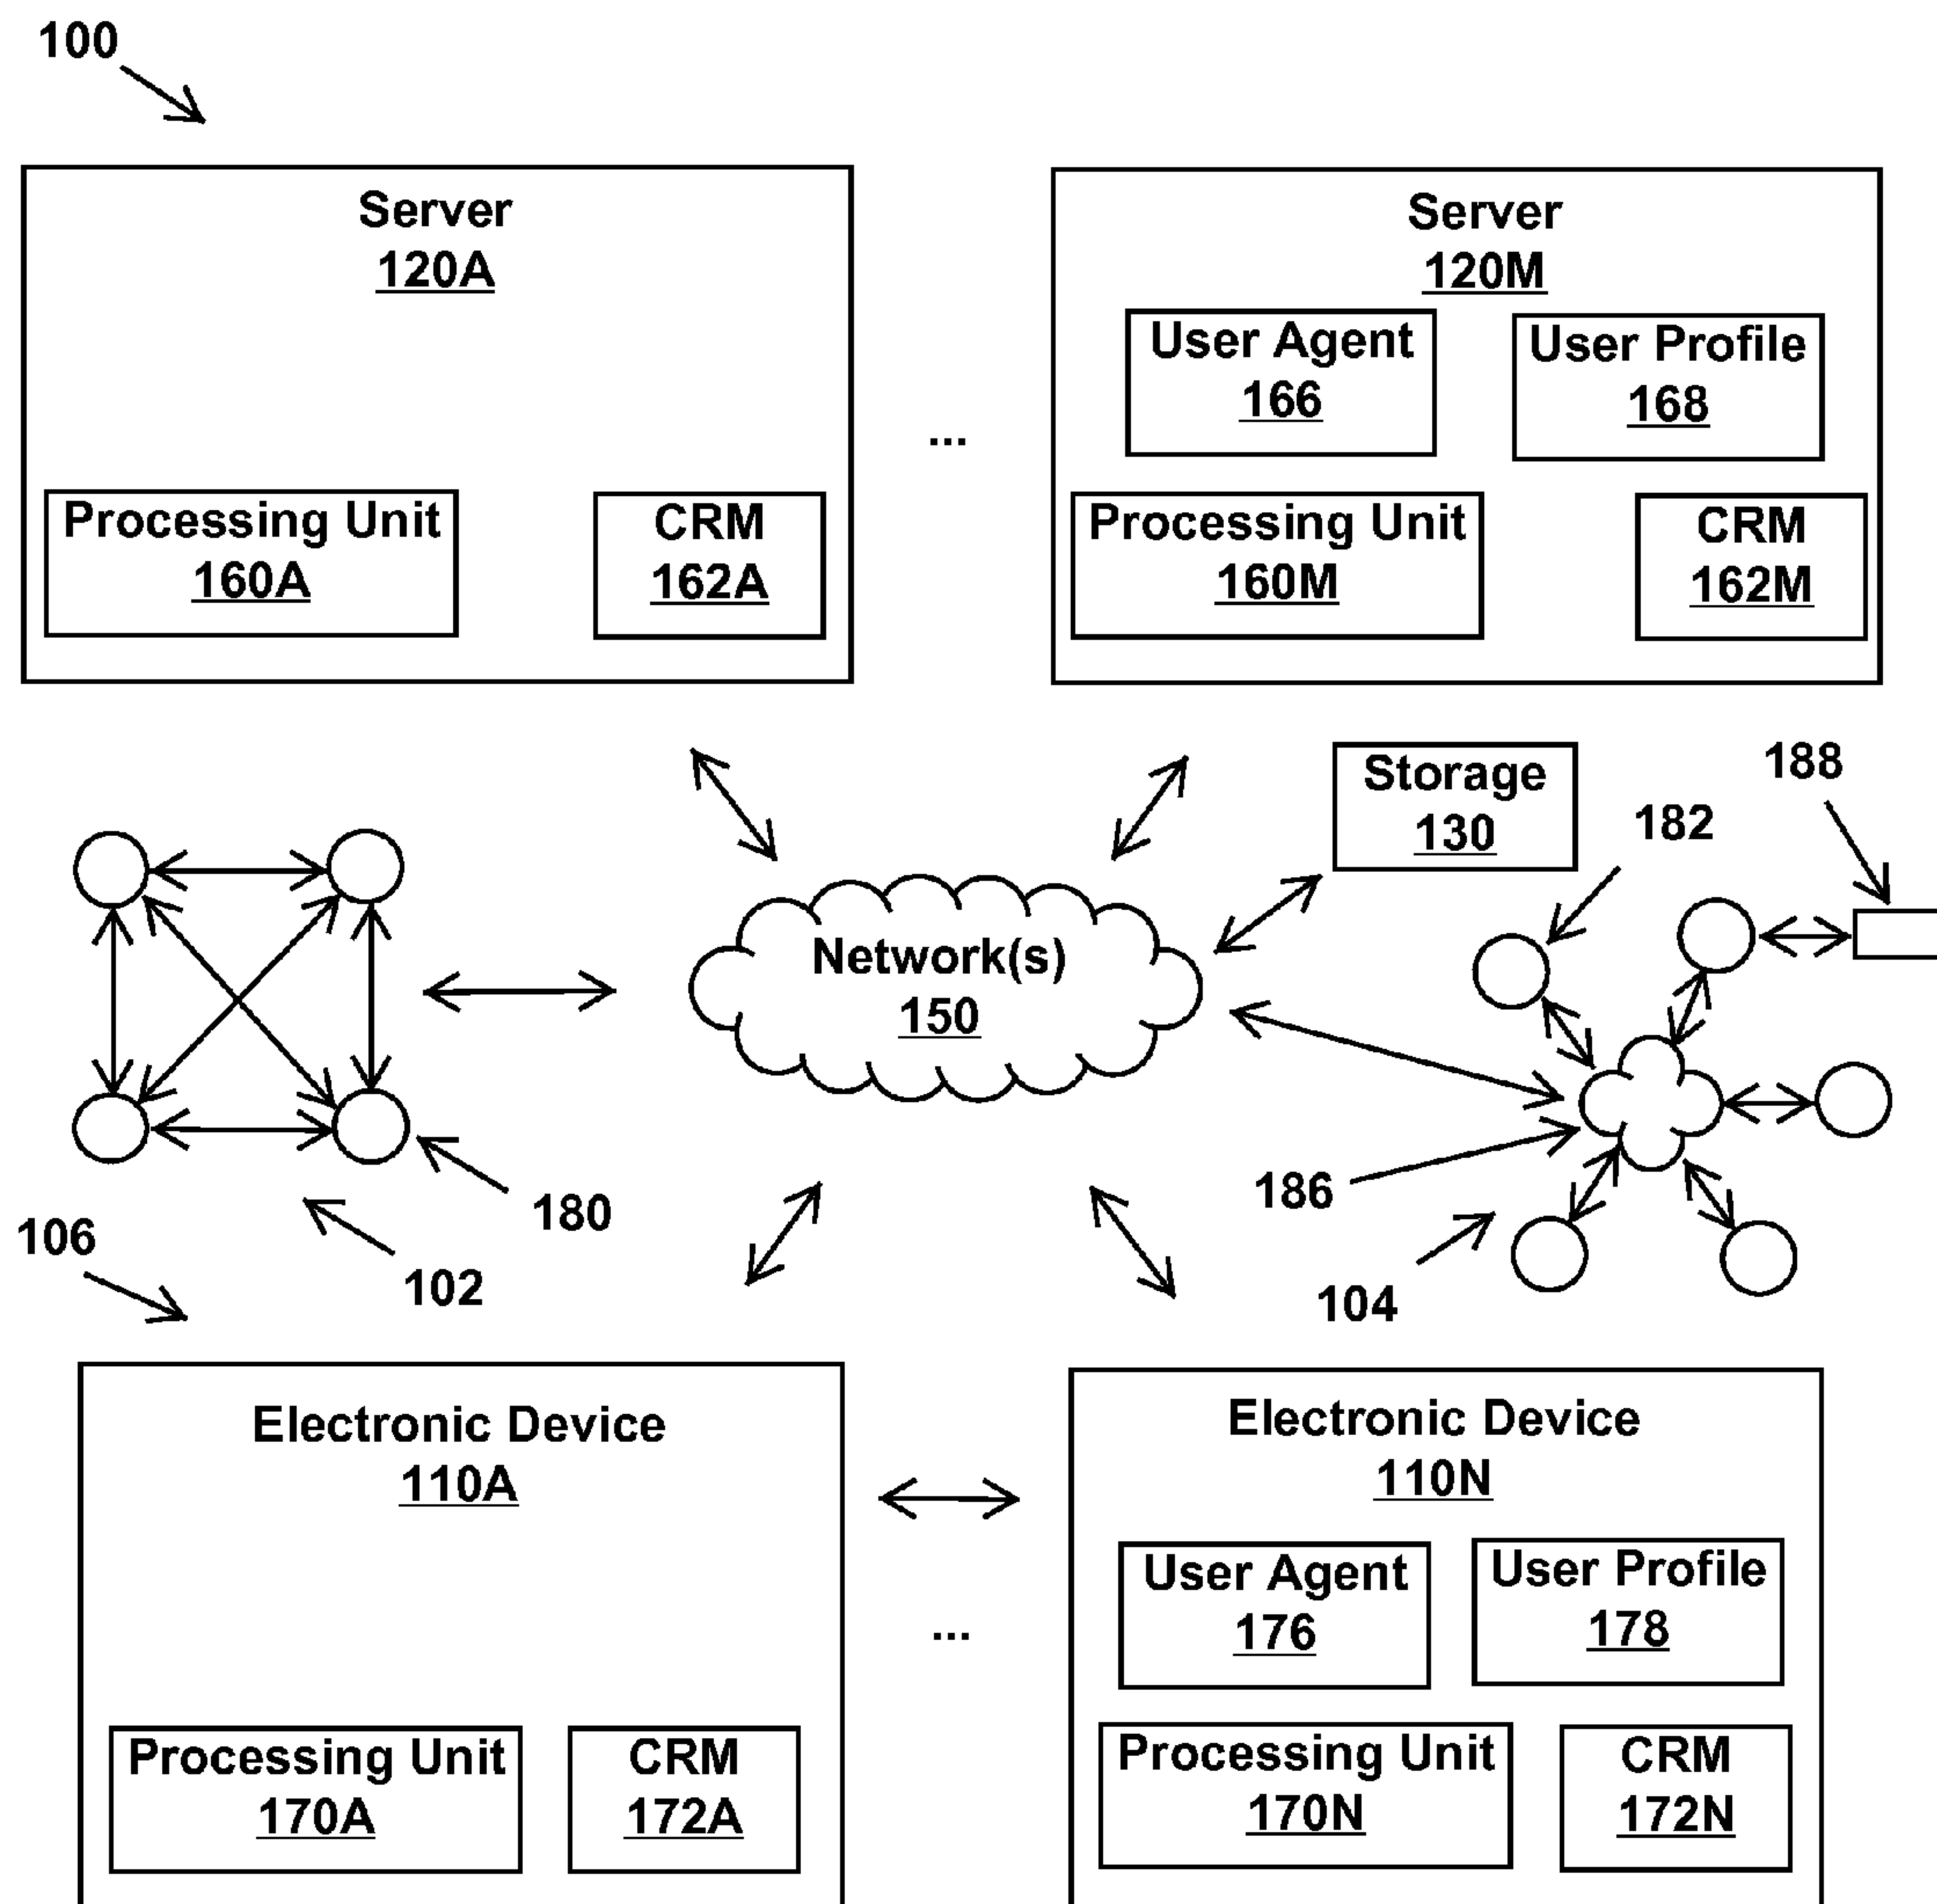 100
Server
120A
Server
120M
User Agent
166
User Profile
168
...
Processing Unit
160A
CRM
162A
Processing Unit
160M
CRM
162M
Storage
130
188
182
Network(s)
150
180
186
106
102
104
Electronic Device
110A
Electronic Device
110N
User Agent
176
User Profile
178
...
Processing Unit
170A
CRM
172A
Processing Unit
170N
CRM
172N